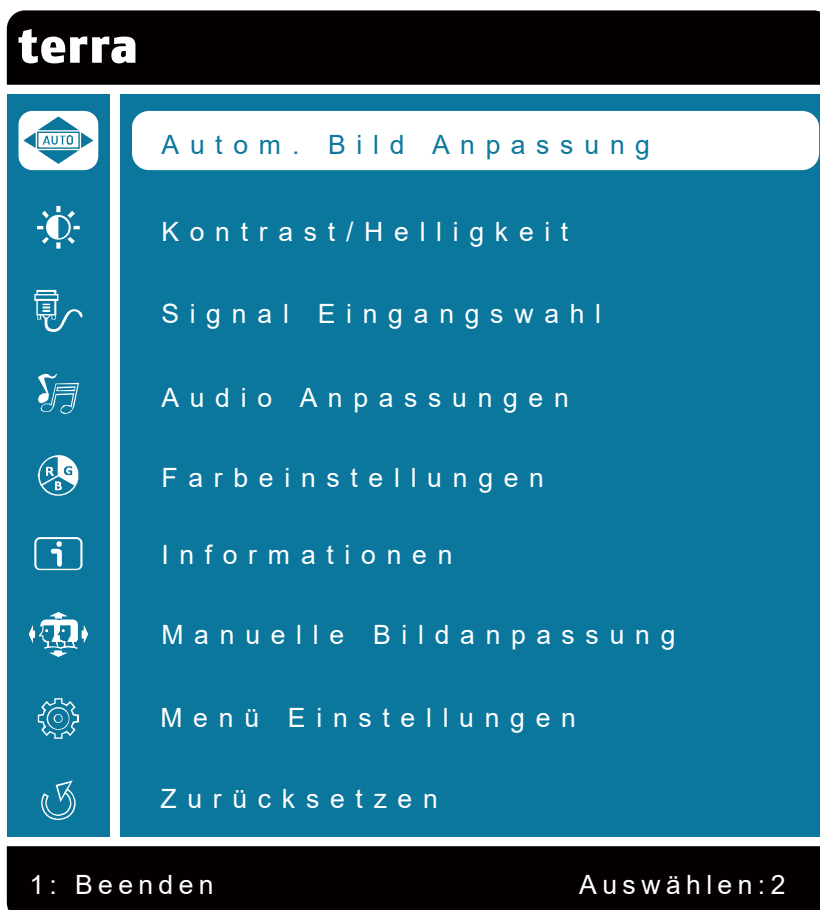 terra
AUTO
Autom. Bild Anpassung
Kontrast/Helligkeit
Signal Eingangswahl
Audio Anpassungen
R G
B
Farbeinstellungen
i
Informationen
Manuelle Bildanpassung
Menü Einstellungen
Zurücksetzen
1: Beenden Auswählen:2